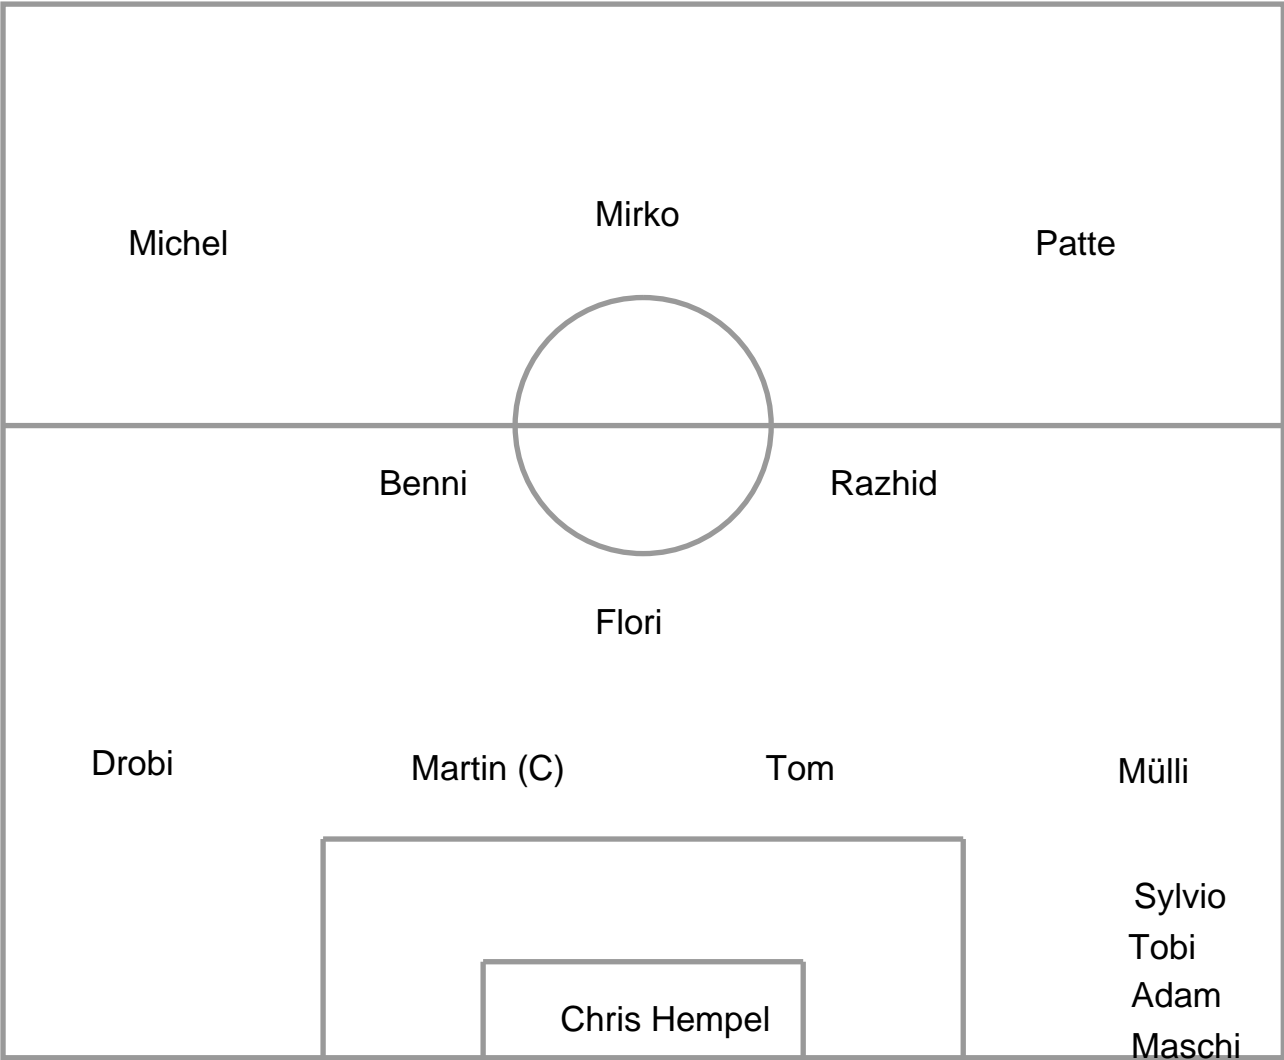 Mirko
Michel
Patte
Benni
Razhid
Flori
Drobi
Martin (C)
Tom
Mülli
Sylvio
Tobi
Adam
Chris Hempel
Maschi